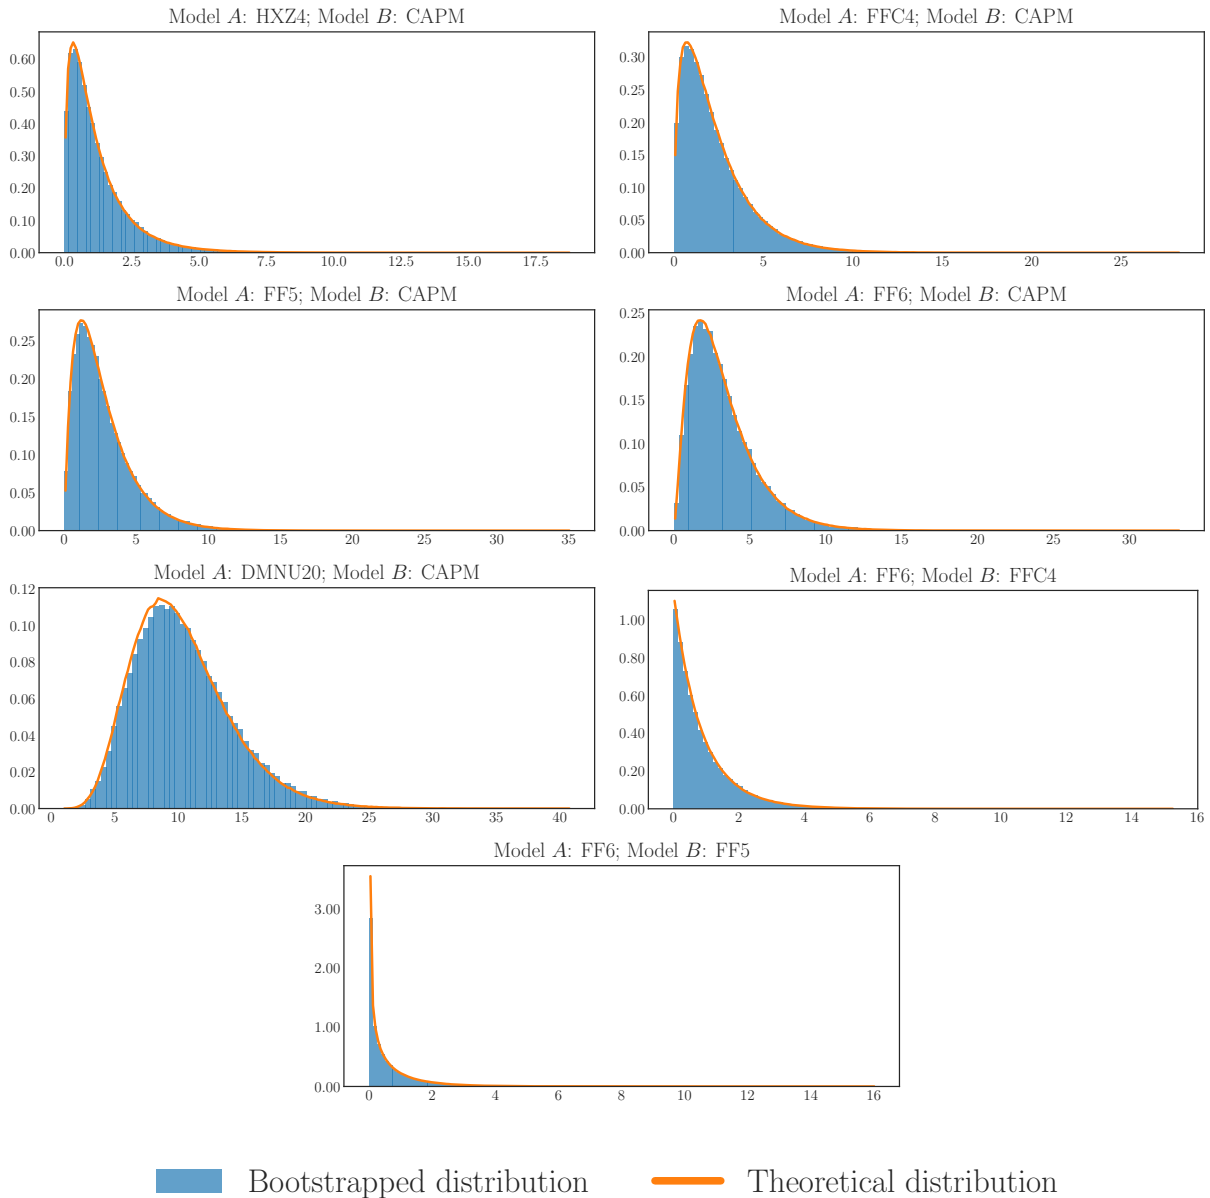 Model A: HXZ4; Model B: CAPM
0.60
0.50
0.40
0.30
0.20
0.10
0.00
0.0 2.5 5.0 7.5 10.0 12.5 15.0 17.5
Model A: FFC4; Model B: CAPM
0.30
0.25
0.20
0.15
0.10
0.05
0.00
0 5 10 15 20 25
Model A: FF5; Model B: CAPM
0.25
0.20
0.15
0.10
0.05
0.00
0 5 10 15 20 25 30 35
Model A: FF6; Model B: CAPM
0.25
0.20
0.15
0.10
0.05
0.00
0 5 10 15 20 25 30
Model A: DMNU20; Model B: CAPM
0.12
0.10
0.08
0.06
0.04
0.02
0.00
0 5 10 15 20 25 30 35 40
Model A: FF6; Model B: FFC4
1.00
0.80
0.60
0.40
0.20
0.00
0 2 4 6 8 10 12 14 16
Model A: FF6; Model B: FF5
3.00
2.00
1.00
0.00
0 2 4 6 8 10 12 14 16
Bootstrapped distribution
Theoretical distribution